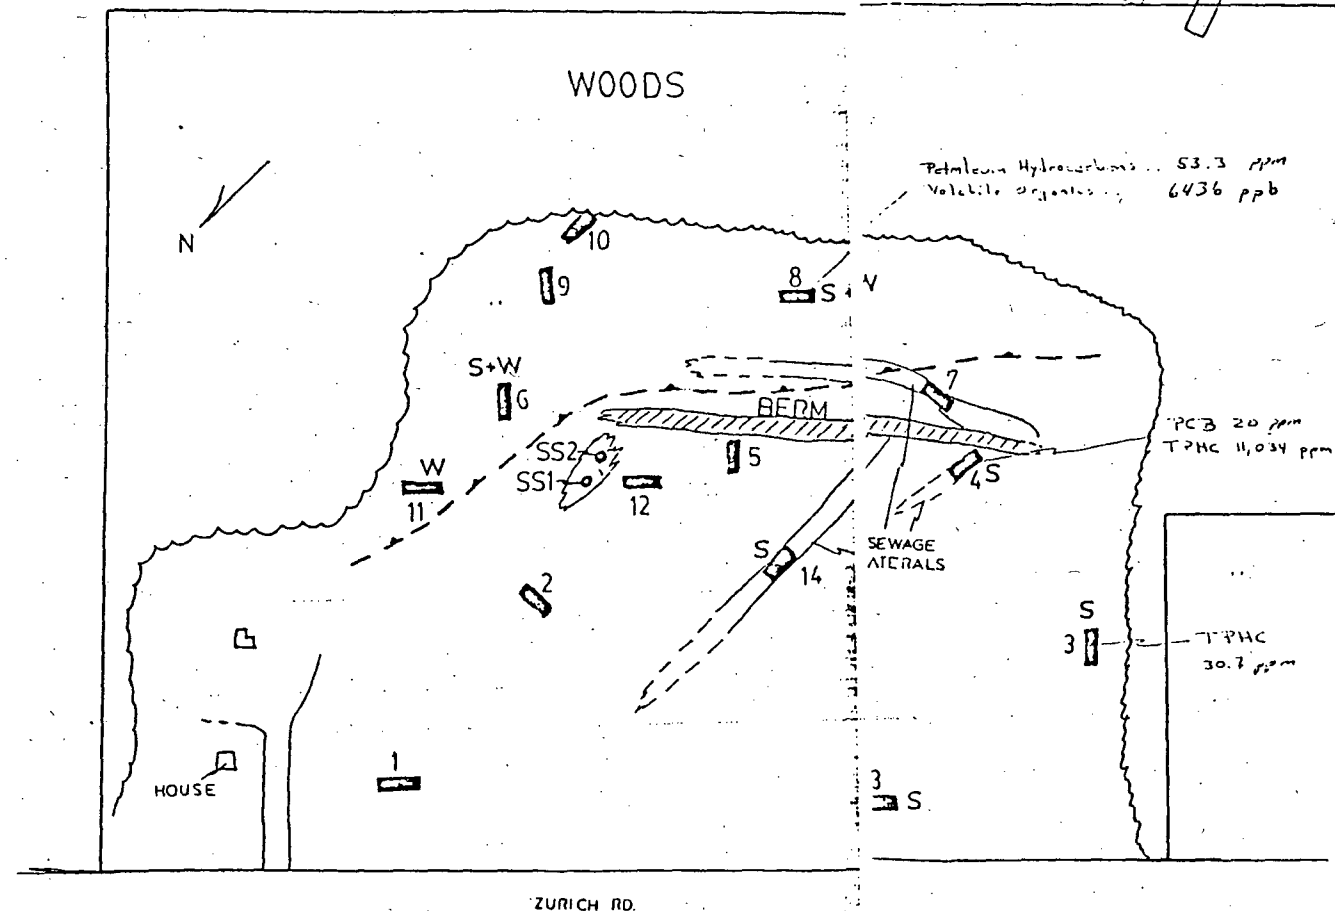 WOODS
Petroleum Hydrocarbons .. 53.3 ppm
Volatile Organics .. 6436 ppb
N
10
9
8
S + W
S+W
6
7
BERM
PCB 20 ppm
TPHC 11,034 ppm
SS2
SS1
5
12
4 S
W
11
SEWAGE
ATERALS
S
14
2
S
3
TPHC
30.7 ppm
HOUSE
1
3
S
ZURICH RD.